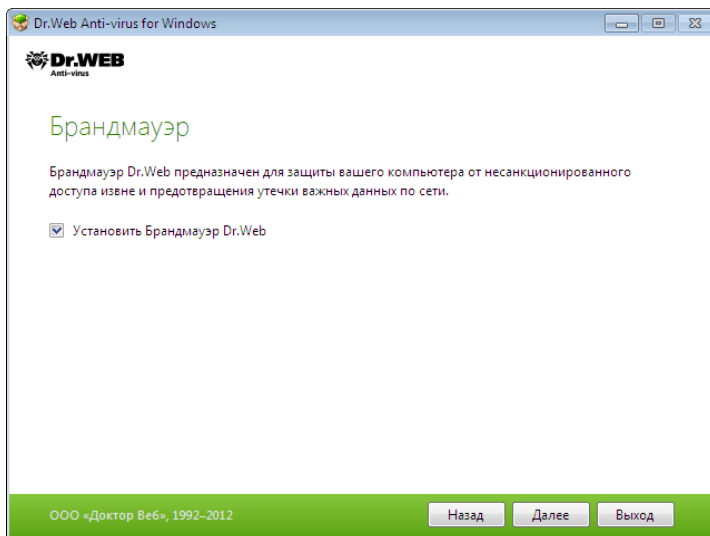 Dr.Web Anti-virus for Windows
Dr.WEB
Anti-virus
Брандмауэр
Брандмауэр Dr.Web предназначен для защиты вашего компьютера от несанкционированного
доступа извне и предотвращения утечки важных данных по сети.
Установить Брандмауэр Dr.Web
ООО «Доктор Веб», 1992–2012
Назад
Далее
Выход